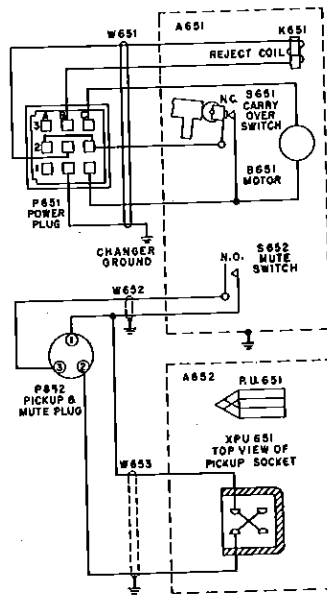 W651
A651
K651
REJECT COIL
A B C
3
2
1
N.C.
S651
CARRY
OVER
SWITCH
B651
MOTOR
P651
POWER
PLUG
CHANGER
GROUND
N.O.
S652
MUTE
SWITCH
W652
1
3 2
P852
PICKUP &
MUTE PLUG
A652
P.U.651
XPU 651
TOP VIEW OF
PICKUP SOCKET
W653